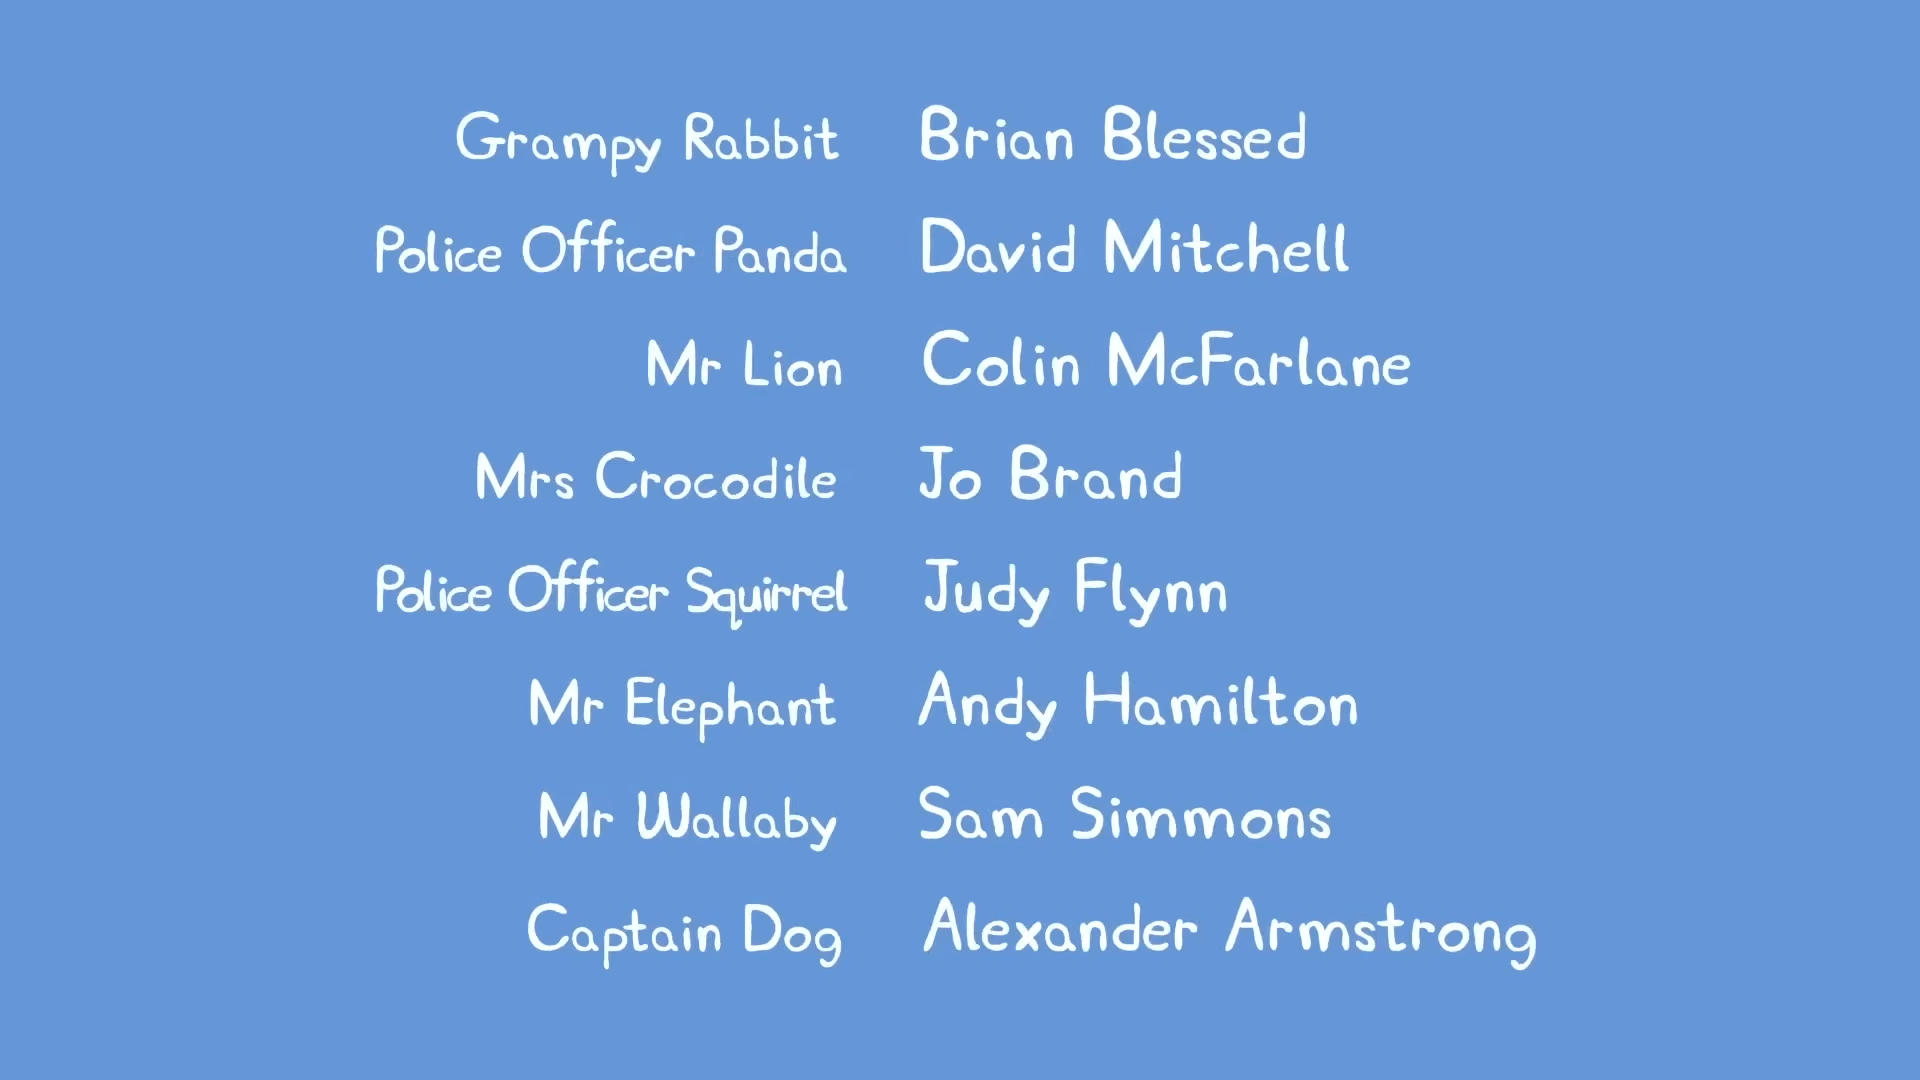 Grampy Rabbit Brian Blessed
Police Officer Panda David Mitchell
Mr Lion Colin McFarlane
Mrs Crocodile Jo Brand
Police Officer Squirrel Judy Flynn
Mr Elephant Andy Hamilton
Mr Wallaby Sam Simmons
Captain Dog Alexander Armstrong